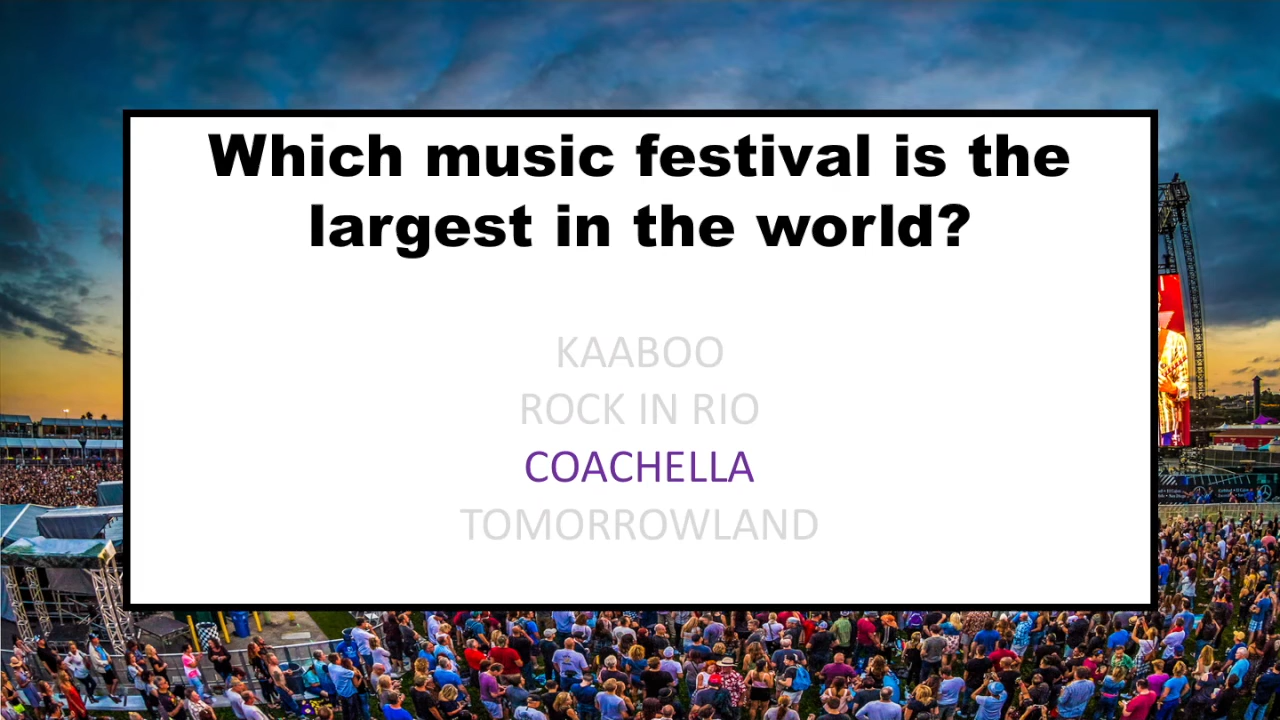 Which music festival is the
largest in the world?
KAABOO
ROCK IN RIO
COACHELLA
TOMORROWLAND